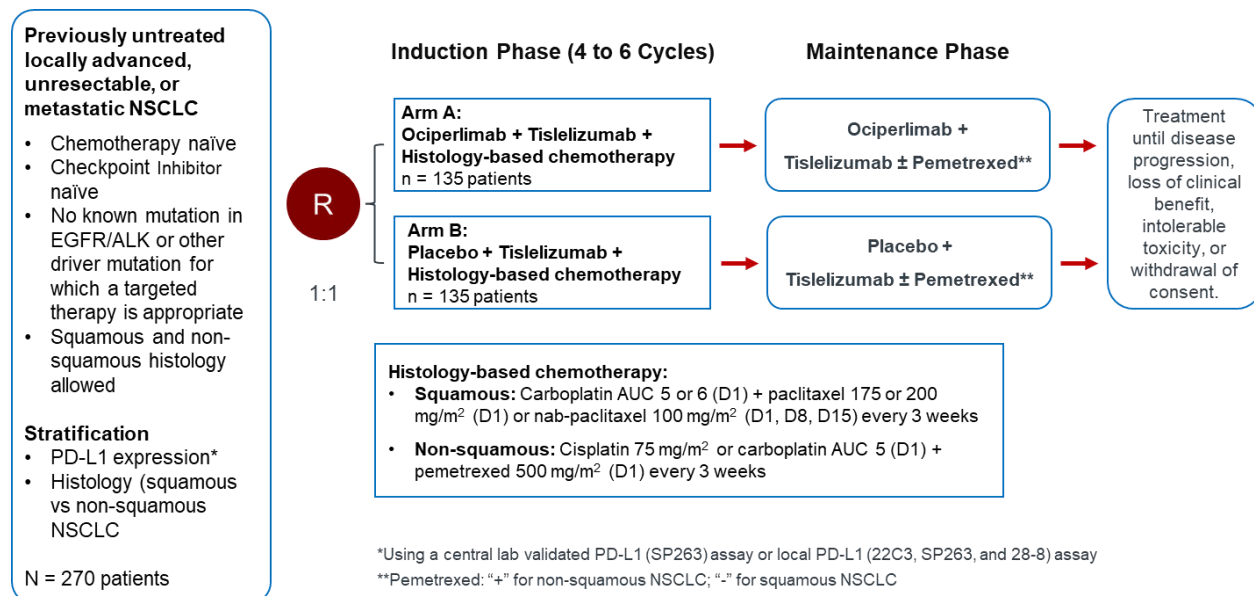 Previously untreated
locally advanced,
unresectable, or
metastatic NSCLC
• Chemotherapy naïve
• Checkpoint Inhibitor
naïve
• No known mutation in
EGFR/ALK or other
driver mutation for
which a targeted
therapy is appropriate
• Squamous and non-
squamous histology
allowed
Stratification
• PD-L1 expression*
• Histology (squamous
vs non-squamous
NSCLC
N = 270 patients
R
1:1
Induction Phase (4 to 6 Cycles)
Arm A:
Ociperlimab + Tislelizumab +
Histology-based chemotherapy
n = 135 patients
Arm B:
Placebo + Tislelizumab +
Histology-based chemotherapy
n = 135 patients
Maintenance Phase
Ociperlimab +
Tislelizumab ± Pemetrexed**
Placebo +
Tislelizumab ± Pemetrexed**
Treatment
until disease
progression,
loss of clinical
benefit,
intolerable
toxicity, or
withdrawal of
consent.
Histology-based chemotherapy:
• Squamous: Carboplatin AUC 5 or 6 (D1) + paclitaxel 175 or 200
mg/m² (D1) or nab-paclitaxel 100 mg/m² (D1, D8, D15) every 3 weeks
• Non-squamous: Cisplatin 75 mg/m² or carboplatin AUC 5 (D1) +
pemetrexed 500 mg/m² (D1) every 3 weeks
*Using a central lab validated PD-L1 (SP263) assay or local PD-L1 (22C3, SP263, and 28-8) assay
**Pemetrexed: “+” for non-squamous NSCLC; “-” for squamous NSCLC